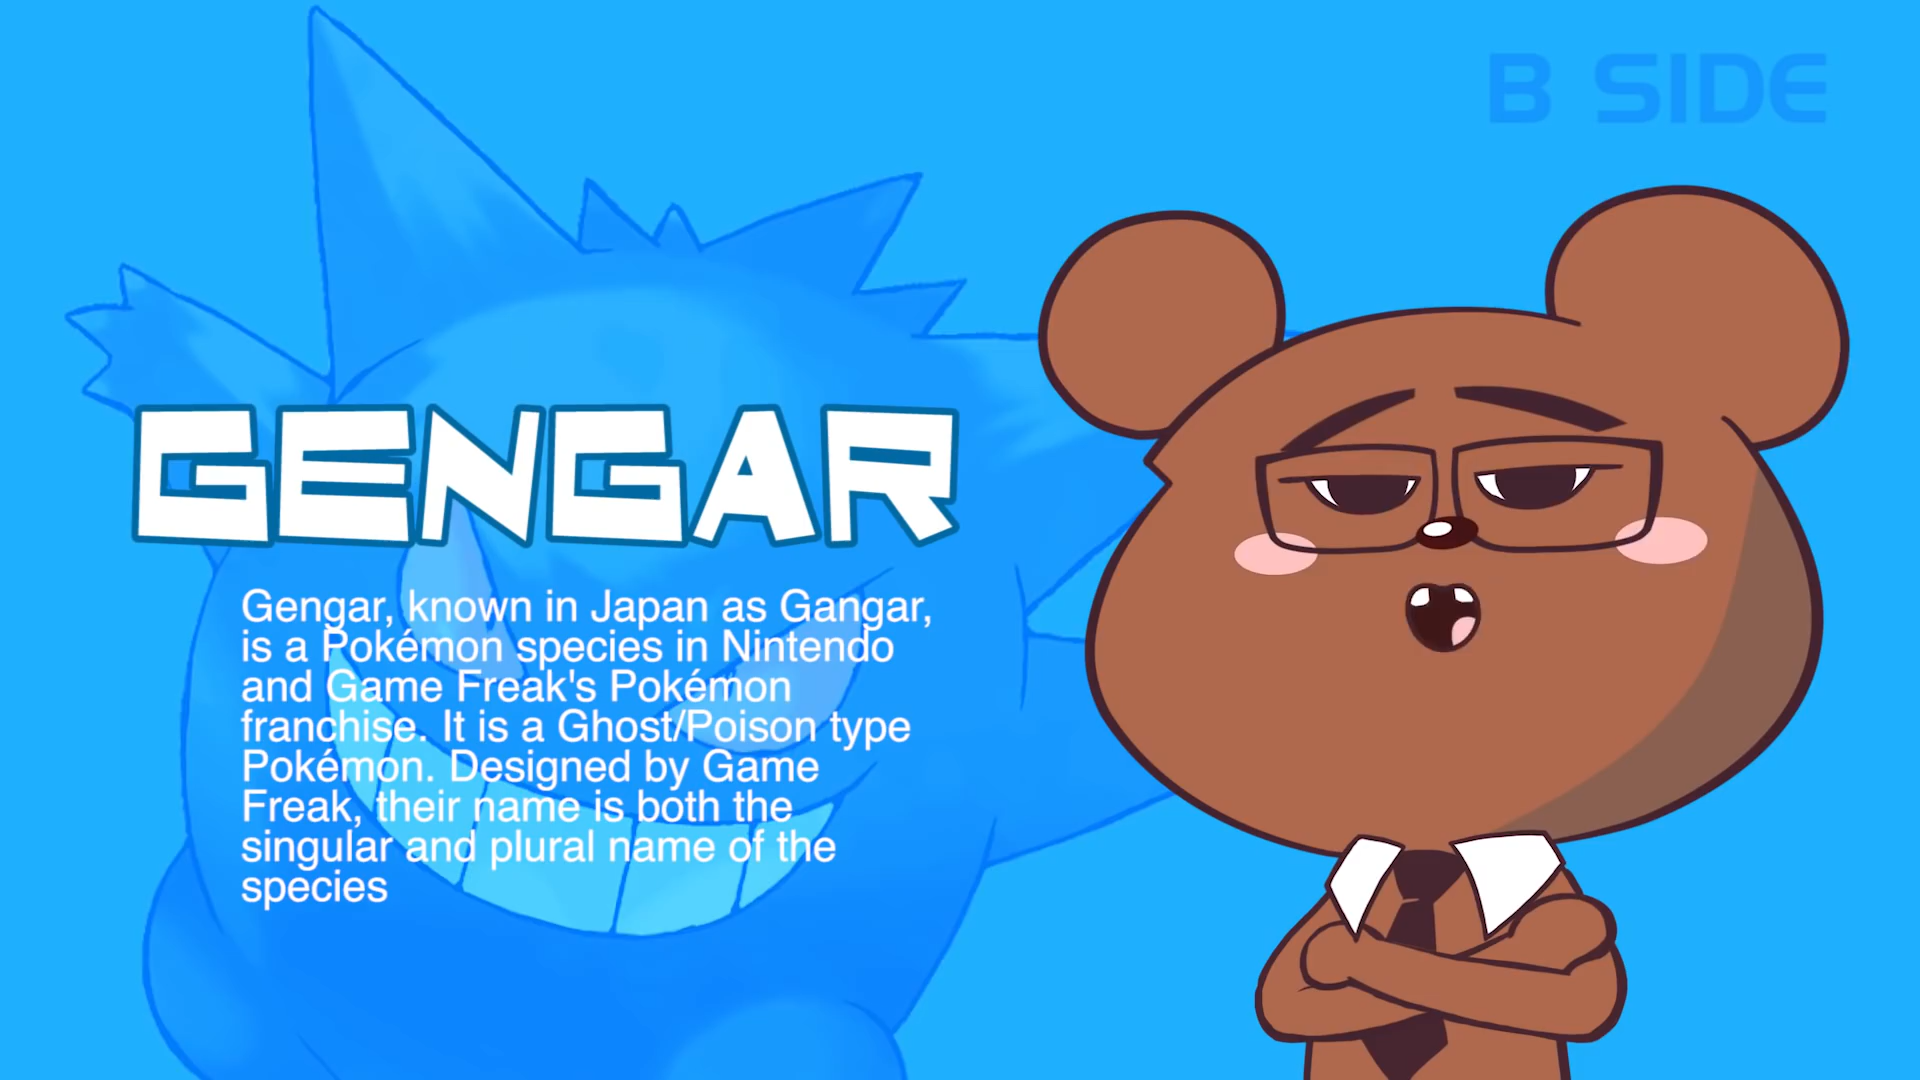 B SIDE
GENGAR
Gengar, known in Japan as Gangar,
is a Pokémon species in Nintendo
and Game Freak's Pokémon
franchise. It is a Ghost/Poison type
Pokémon. Designed by Game
Freak, their name is both the
singular and plural name of the
species